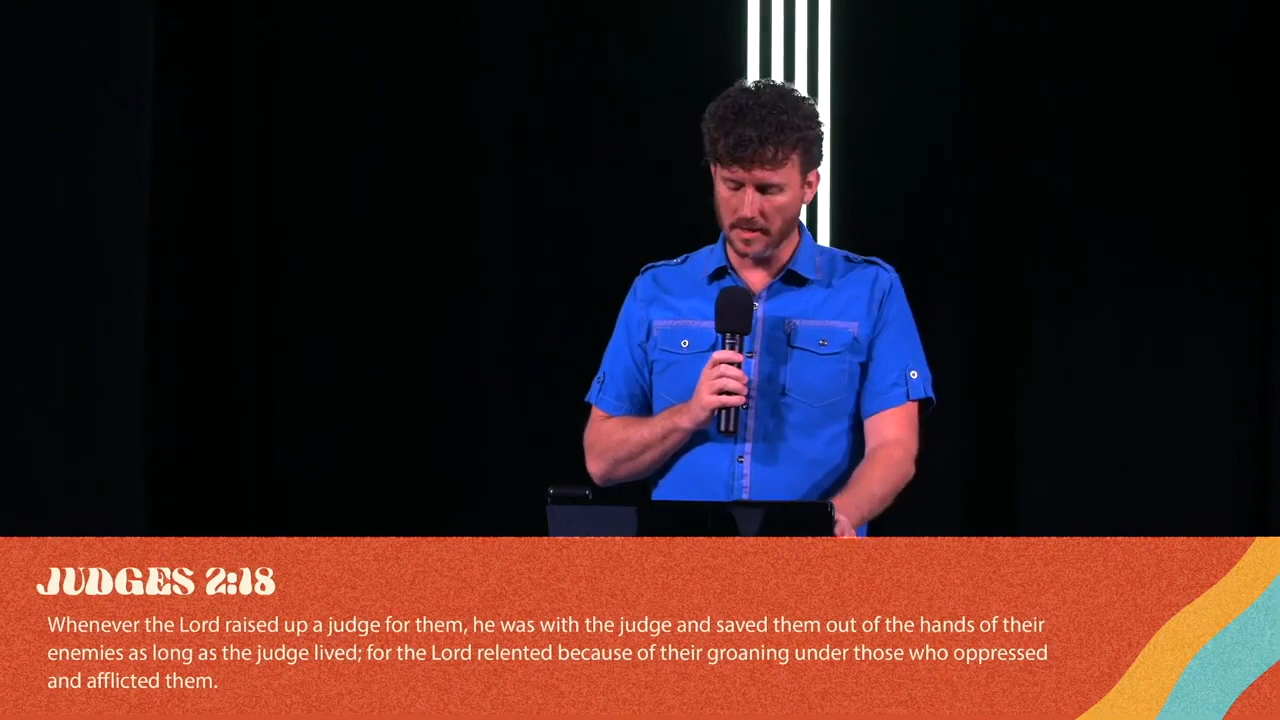 JUDGES 2:18
Whenever the Lord raised up a judge for them, he was with the judge and saved them out of the hands of their
enemies as long as the judge lived; for the Lord relented because of their groaning under those who oppressed
and afflicted them.